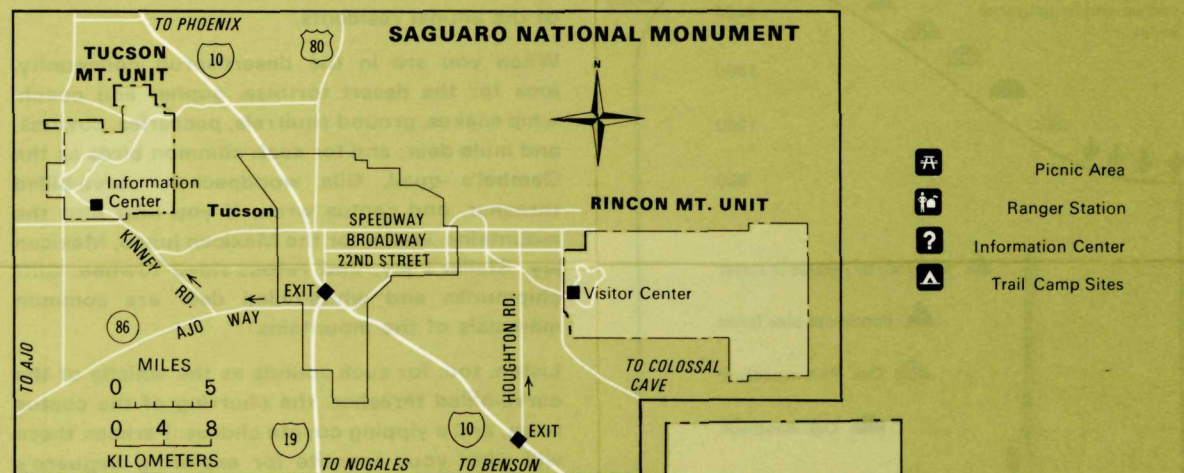 TO PHOENIX
SAGUARO NATIONAL MONUMENT
TUCSON
MT. UNIT
10
80
N
Information
Center
Tucson
SPEEDWAY
BROADWAY
22ND STREET
RINCON MT. UNIT
Visitor Center
KINNEY
RD.
EXIT
HOUGHTON RD.
86
AJO WAY
TO AJO
MILES
0 5
0 4 8
KILOMETERS
19
TO NOGALES
10
TO BENSON
EXIT
TO COLOSSAL
CAVE
Picnic Area
Ranger Station
? Information Center
Trail Camp Sites